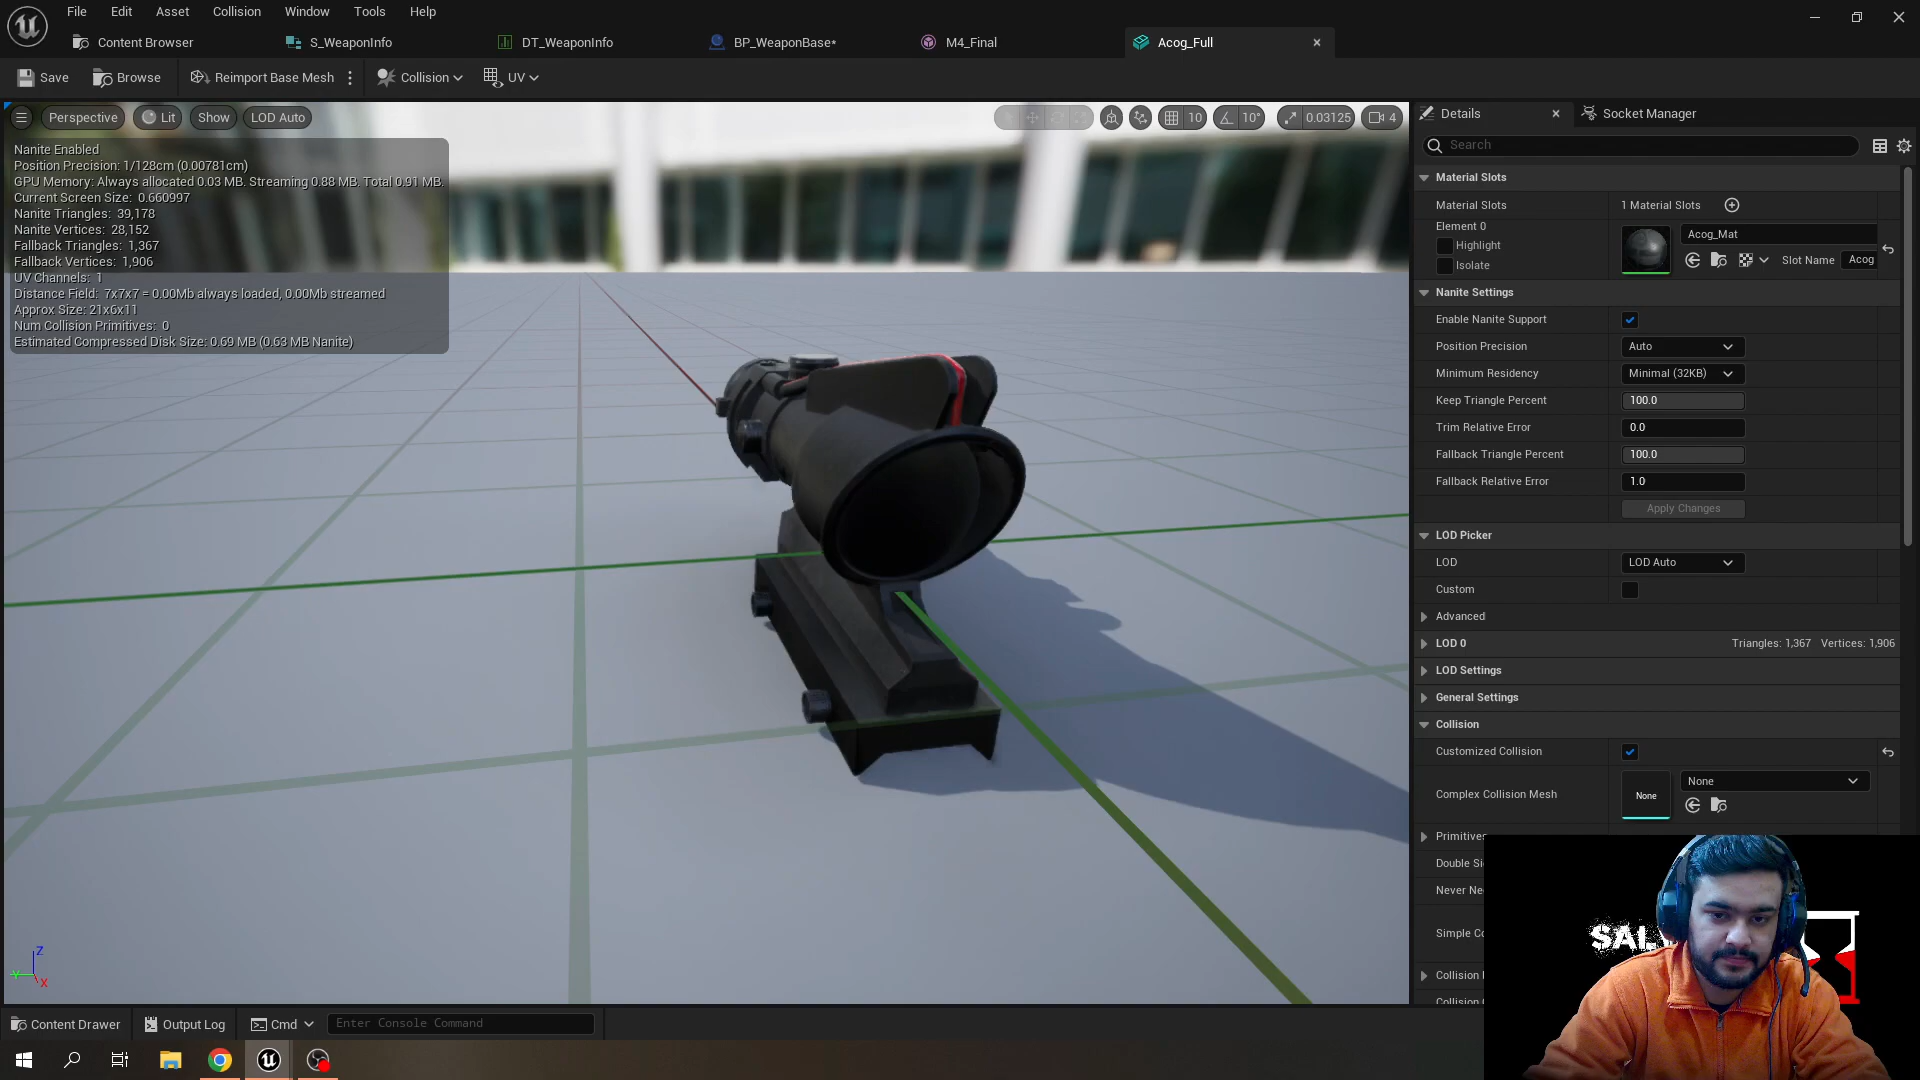 File Edit Asset Collision Window Tools Help
Content Browser S_WeaponInfo DT_WeaponInfo BP_WeaponBase* M4_Final Acog_Full
Save Browse Reimport Base Mesh Collision UV
Perspective Lit Show LOD Auto 10 10° 0.03125 4
Nanite Enabled
Position Precision: 1/128cm (0.00781cm)
GPU Memory: Always allocated 0.03 MB. Streaming 0.88 MB. Total 0.91 MB.
Current Screen Size: 0.660997
Nanite Triangles: 39,178
Nanite Vertices: 28,152
Fallback Triangles: 1,367
Fallback Vertices: 1,906
UV Channels: 1
Distance Field: 7x7x7 = 0.00Mb always loaded, 0.00Mb streamed
Approx Size: 21x6x11
Num Collision Primitives: 0
Estimated Compressed Disk Size: 0.69 MB (0.63 MB Nanite)
Z
Y
X
Details Socket Manager
Search
Material Slots
Material Slots 1 Material Slots
Element 0
Acog_Mat
Highlight
Isolate
Slot Name Acog
Nanite Settings
Enable Nanite Support
Position Precision Auto
Minimum Residency Minimal (32KB)
Keep Triangle Percent 100.0
Trim Relative Error 0.0
Fallback Triangle Percent 100.0
Fallback Relative Error 1.0
Apply Changes
LOD Picker
LOD LOD Auto
Custom
Advanced
LOD 0 Triangles: 1,367 Vertices: 1,906
LOD Settings
General Settings
Collision
Customized Collision
Complex Collision Mesh None None
Primitives
Double Si
Never Ne
Simple Co
Collision
Content Drawer Output Log Cmd Enter Console Command